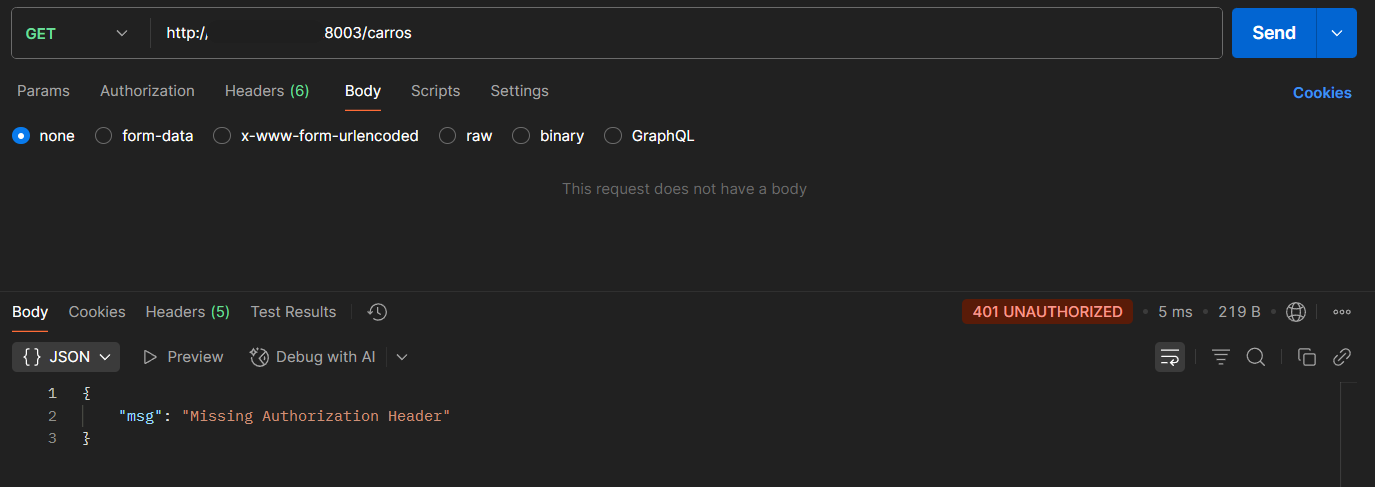 GET http:/ 8003/carros Send
Params Authorization Headers (6) Body Scripts Settings Cookies
none form-data x-www-form-urlencoded raw binary GraphQL
This request does not have a body
Body Cookies Headers (5) Test Results 401 UNAUTHORIZED • 5 ms • 219 B •
{ } JSON Preview Debug with AI
1 {
2 "msg": "Missing Authorization Header"
3 }